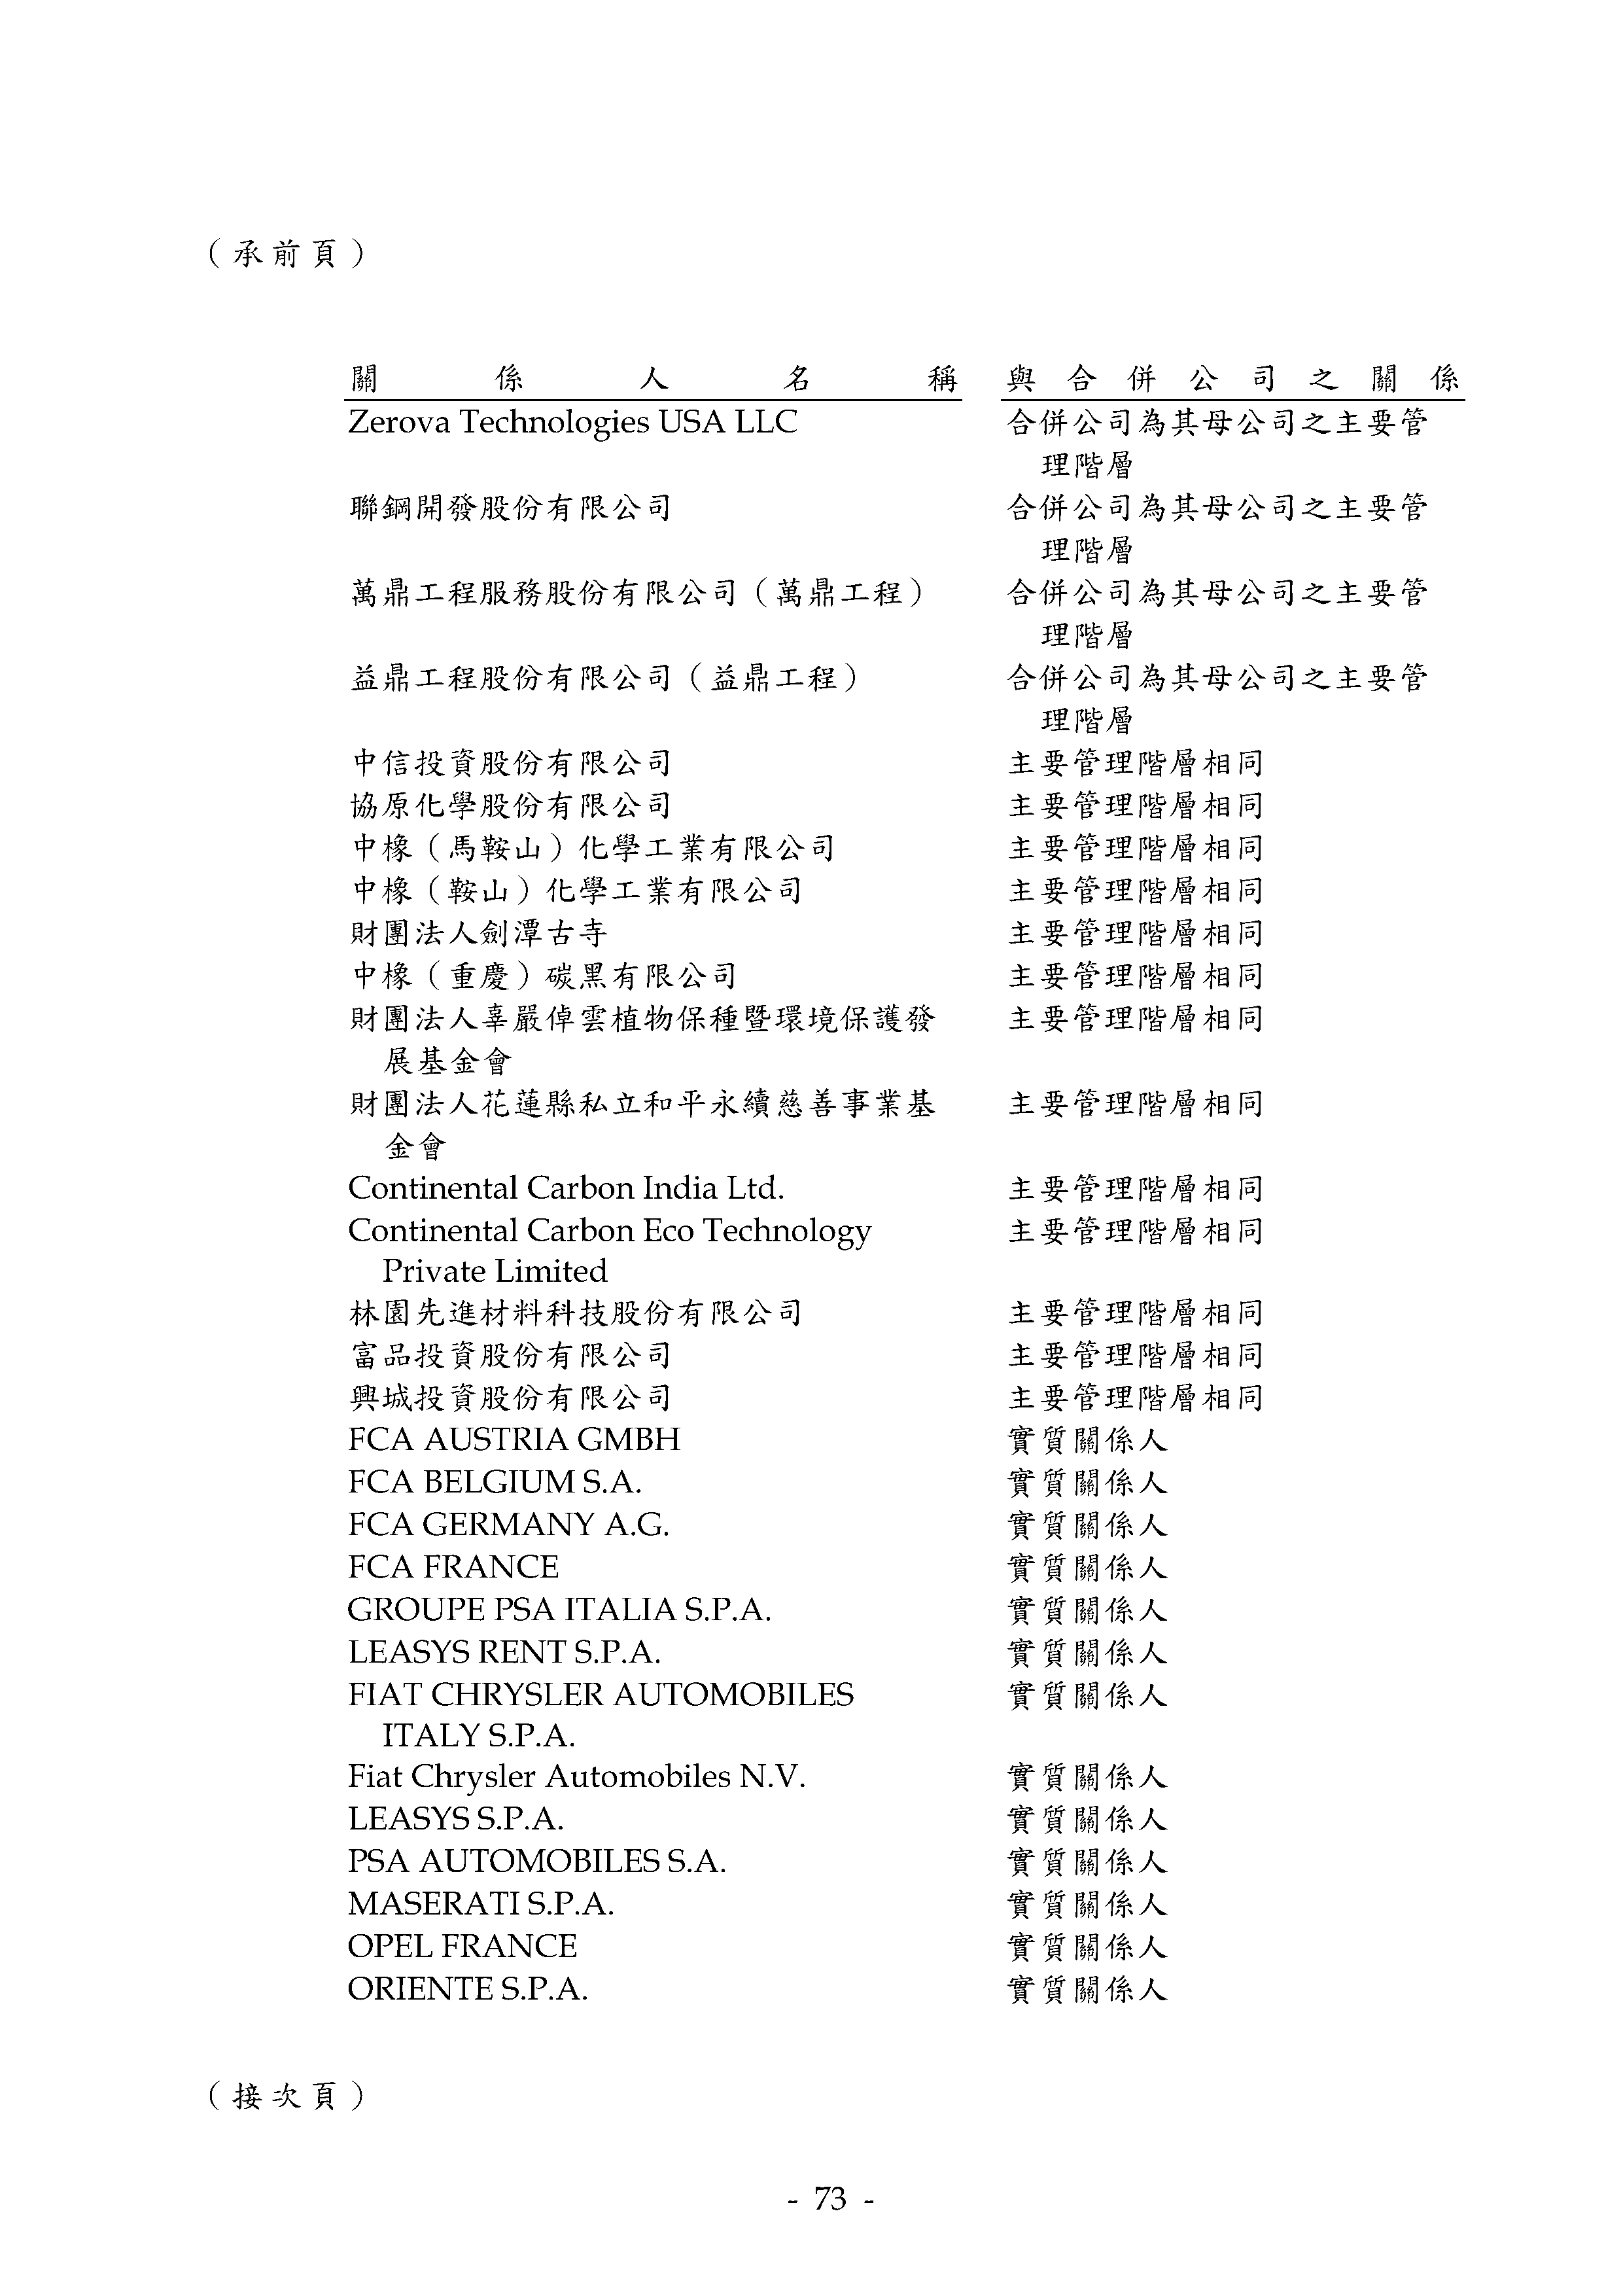 （承前頁）
關係人名稱 與合併公司之關係
Zerova Technologies USA LLC 合併公司為其母公司之主要管
理階層
聯鋼開發股份有限公司 合併公司為其母公司之主要管
理階層
萬鼎工程服務股份有限公司（萬鼎工程） 合併公司為其母公司之主要管
理階層
益鼎工程股份有限公司（益鼎工程） 合併公司為其母公司之主要管
理階層
中信投資股份有限公司 主要管理階層相同
協原化學股份有限公司 主要管理階層相同
中橡（馬鞍山）化學工業有限公司 主要管理階層相同
中橡（鞍山）化學工業有限公司 主要管理階層相同
財團法人劍潭古寺 主要管理階層相同
中橡（重慶）碳黑有限公司 主要管理階層相同
財團法人辜嚴倬雲植物保種暨環境保護發 主要管理階層相同
展基金會
財團法人花蓮縣私立和平永續慈善事業基 主要管理階層相同
金會
Continental Carbon India Ltd. 主要管理階層相同
Continental Carbon Eco Technology 主要管理階層相同
Private Limited
林園先進材料科技股份有限公司 主要管理階層相同
富品投資股份有限公司 主要管理階層相同
興城投資股份有限公司 主要管理階層相同
FCA AUSTRIA GMBH 實質關係人
FCA BELGIUM S.A. 實質關係人
FCA GERMANY A.G. 實質關係人
FCA FRANCE 實質關係人
GROUPE PSA ITALIA S.P.A. 實質關係人
LEASYS RENT S.P.A. 實質關係人
FIAT CHRYSLER AUTOMOBILES 實質關係人
ITALY S.P.A.
Fiat Chrysler Automobiles N.V. 實質關係人
LEASYS S.P.A. 實質關係人
PSA AUTOMOBILES S.A. 實質關係人
MASERATI S.P.A. 實質關係人
OPEL FRANCE 實質關係人
ORIENTE S.P.A. 實質關係人
（接次頁）
- 73 -